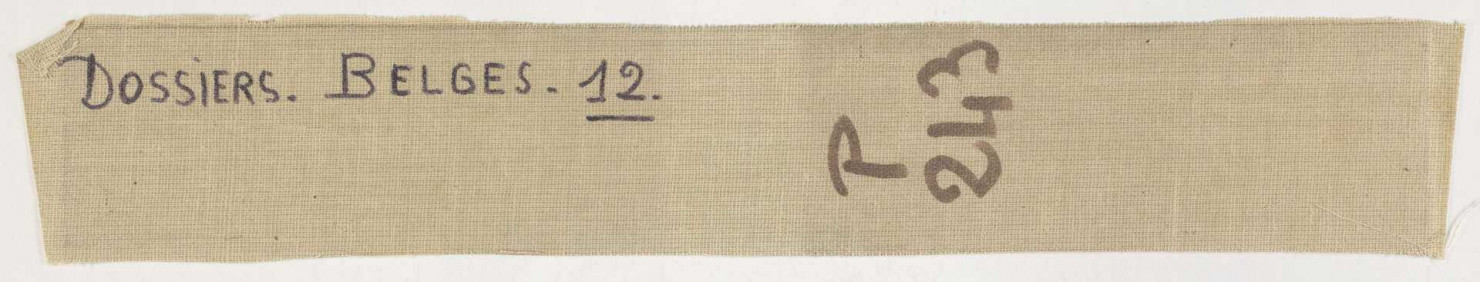 DOSSIERS. BELGES. 12.
P
243